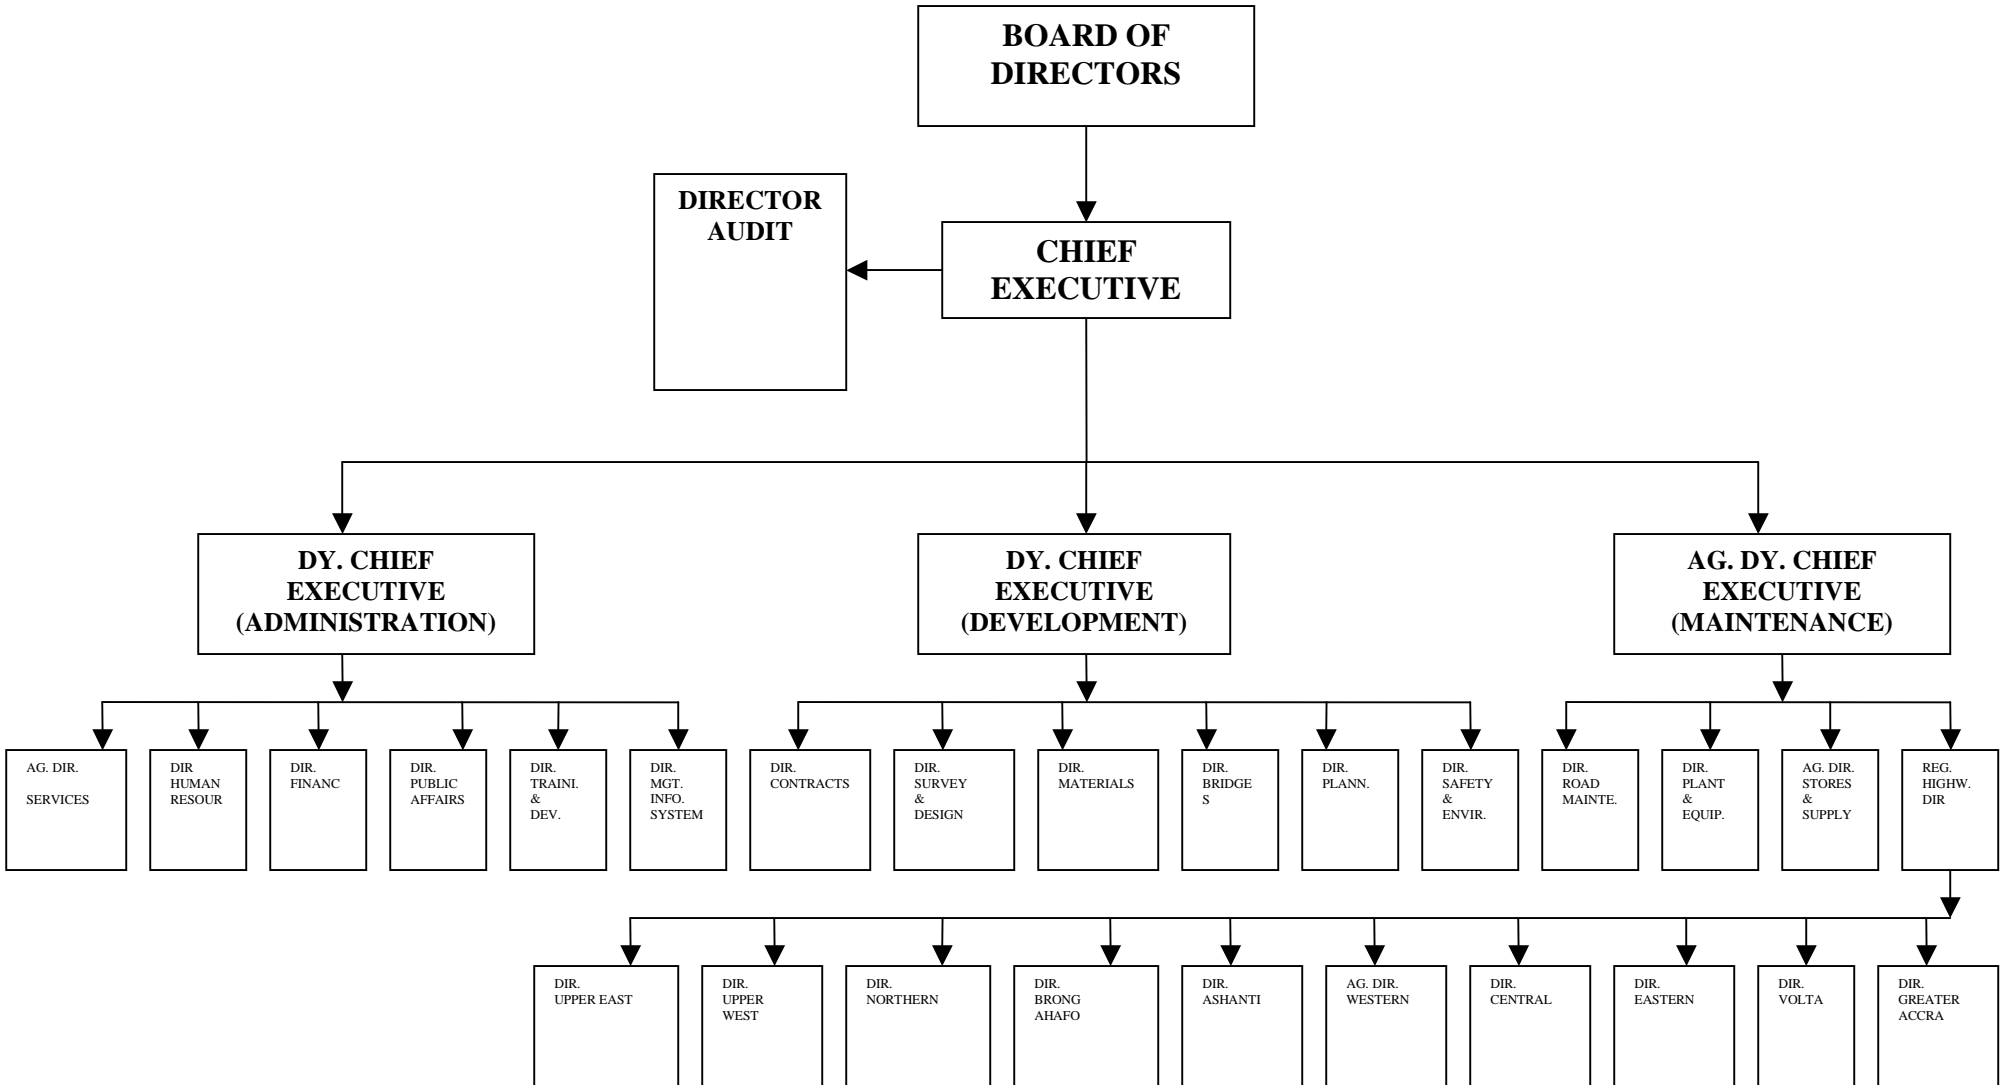 BOARD OF
DIRECTORS
DIRECTOR
AUDIT
CHIEF
EXECUTIVE
DY. CHIEF
EXECUTIVE
(ADMINISTRATION)
DY. CHIEF
EXECUTIVE
(DEVELOPMENT)
AG. DY. CHIEF
EXECUTIVE
(MAINTENANCE)
AG. DIR.
SERVICES
DIR
HUMAN
RESOUR
DIR.
FINANC
DIR.
PUBLIC
AFFAIRS
DIR.
TRAINI.
&
DEV.
DIR.
MGT.
INFO.
SYSTEM
DIR.
CONTRACTS
DIR.
SURVEY
&
DESIGN
DIR.
MATERIALS
DIR.
BRIDGE
S
DIR.
PLANN.
DIR.
SAFETY
&
ENVIR.
DIR.
ROAD
MAINTE.
DIR.
PLANT
&
EQUIP.
AG. DIR.
STORES
&
SUPPLY
REG.
HIGHW.
DIR
DIR.
UPPER EAST
DIR.
UPPER
WEST
DIR.
NORTHERN
DIR.
BRONG
AHAFO
DIR.
ASHANTI
AG. DIR.
WESTERN
DIR.
CENTRAL
DIR.
EASTERN
DIR.
VOLTA
DIR.
GREATER
ACCRA